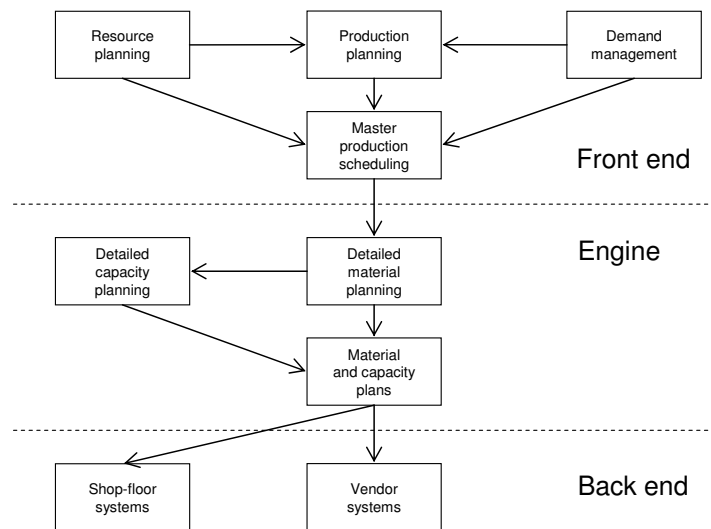 Resource
planning
Production
planning
Demand
management
Master
production
scheduling
Front end
Detailed
capacity
planning
Detailed
material
planning
Engine
Material
and capacity
plans
Shop-floor
systems
Vendor
systems
Back end